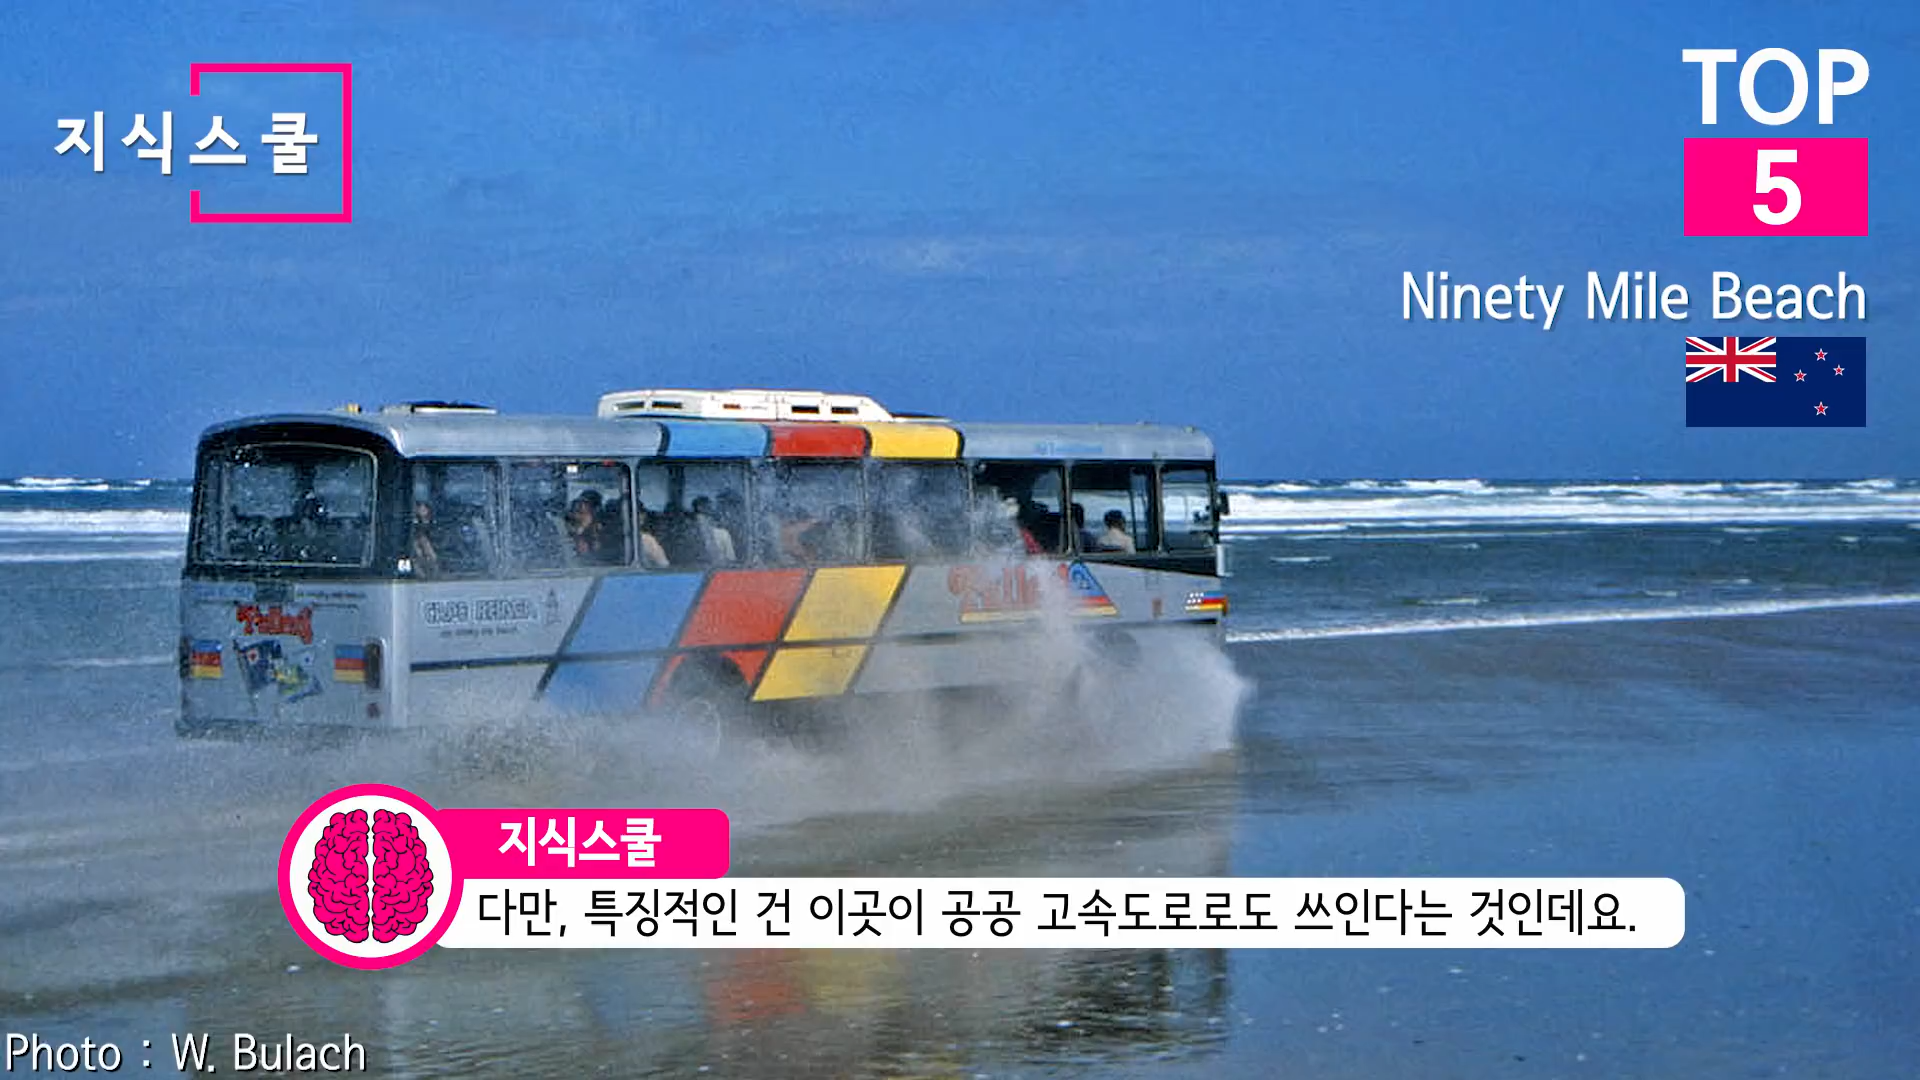 지식스쿨
TOP
5
Ninety Mile Beach
지식스쿨
다만, 특징적인 건 이곳이 공공 고속도로로도 쓰인다는 것인데요.
Photo : W. Bulach